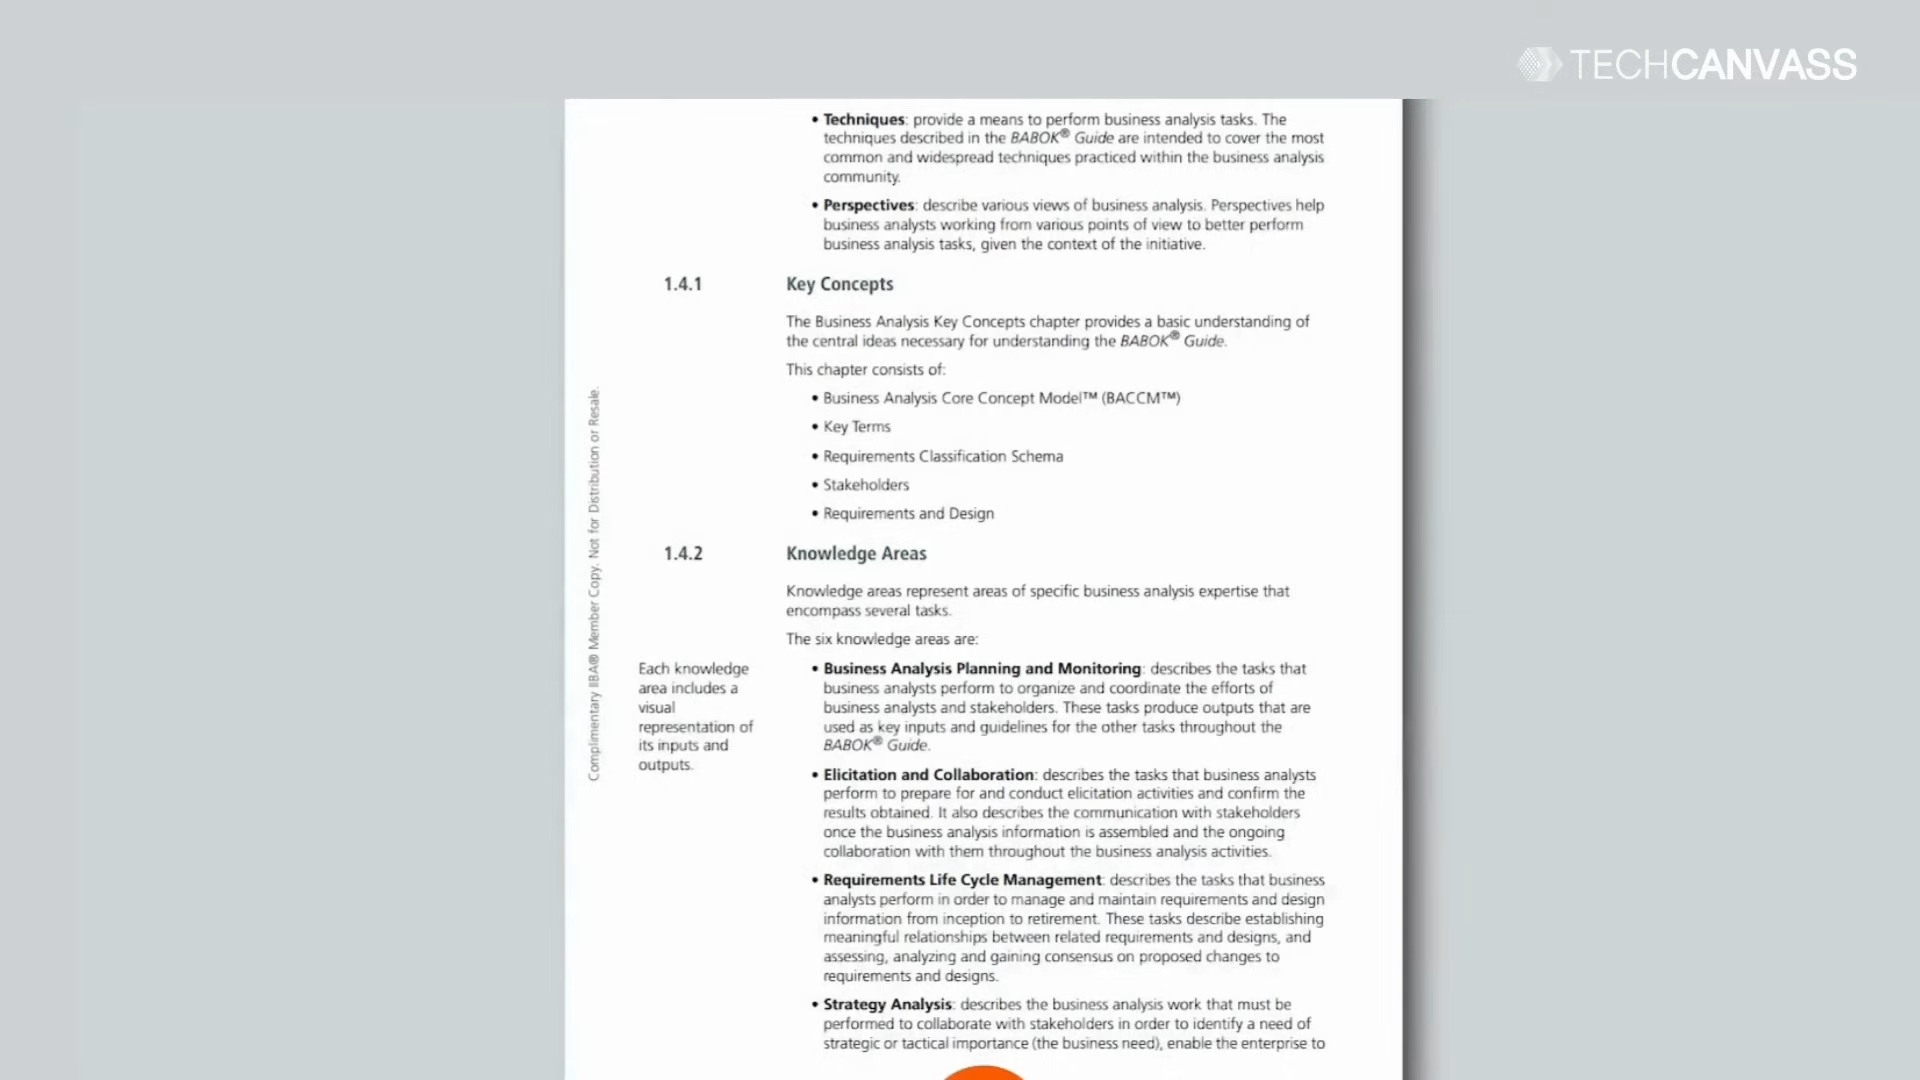 TECHCANVASS
• Techniques: provide a means to perform business analysis tasks. The
techniques described in the BABOK® Guide are intended to cover the most
common and widespread techniques practiced within the business analysis
community.
• Perspectives: describe various views of business analysis. Perspectives help
business analysts working from various points of view to better perform
business analysis tasks, given the context of the initiative.
1.4.1 Key Concepts
The Business Analysis Key Concepts chapter provides a basic understanding of
the central ideas necessary for understanding the BABOK® Guide.
This chapter consists of:
• Business Analysis Core Concept Model™ (BACCM™)
• Key Terms
• Requirements Classification Schema
• Stakeholders
• Requirements and Design
1.4.2 Knowledge Areas
Knowledge areas represent areas of specific business analysis expertise that
encompass several tasks.
The six knowledge areas are:
Each knowledge
area includes a
visual
representation of
its inputs and
outputs.
• Business Analysis Planning and Monitoring: describes the tasks that
business analysts perform to organize and coordinate the efforts of
business analysts and stakeholders. These tasks produce outputs that are
used as key inputs and guidelines for the other tasks throughout the
BABOK® Guide.
• Elicitation and Collaboration: describes the tasks that business analysts
perform to prepare for and conduct elicitation activities and confirm the
results obtained. It also describes the communication with stakeholders
once the business analysis information is assembled and the ongoing
collaboration with them throughout the business analysis activities.
• Requirements Life Cycle Management: describes the tasks that business
analysts perform in order to manage and maintain requirements and design
information from inception to retirement. These tasks describe establishing
meaningful relationships between related requirements and designs, and
assessing, analyzing and gaining consensus on proposed changes to
requirements and designs.
• Strategy Analysis: describes the business analysis work that must be
performed to collaborate with stakeholders in order to identify a need of
strategic or tactical importance (the business need), enable the enterprise to
Complimentary IIBA® Member Copy. Not for Distribution or Resale.